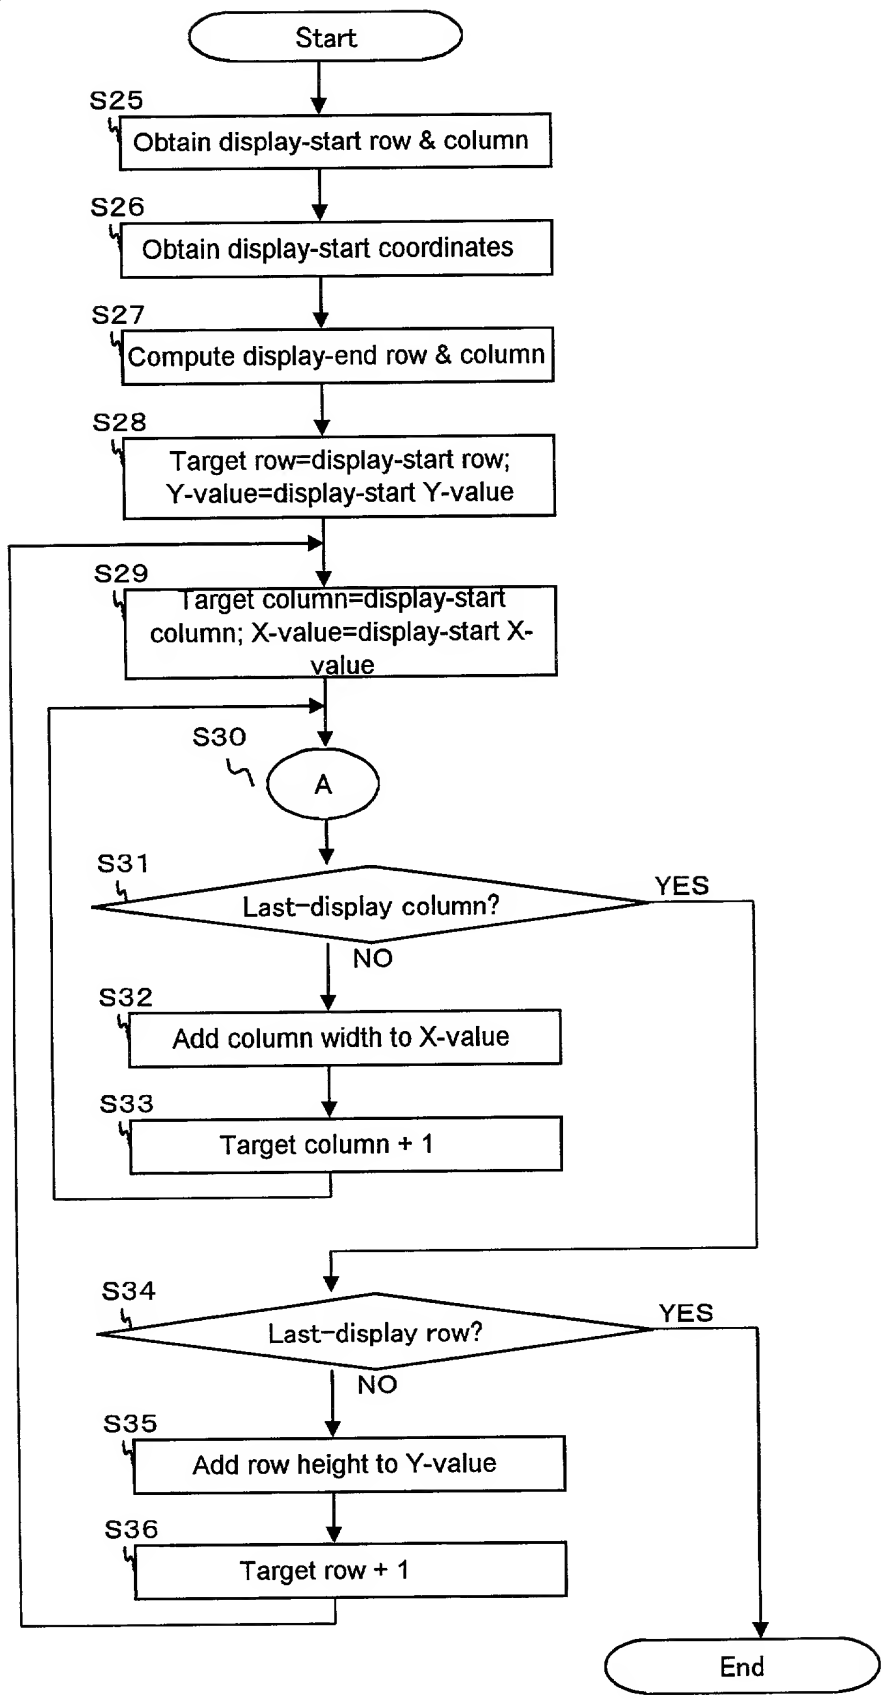 Start
S25
Obtain display-start row & column
S26
Obtain display-start coordinates
S27
Compute display-end row & column
S28
Target row=display-start row;
Y-value=display-start Y-value
S29
Target column=display-start
column; X-value=display-start X-
value
S30
A
S31
Last-display column?
YES
NO
S32
Add column width to X-value
S33
Target column + 1
S34
Last-display row?
YES
NO
S35
Add row height to Y-value
S36
Target row + 1
End